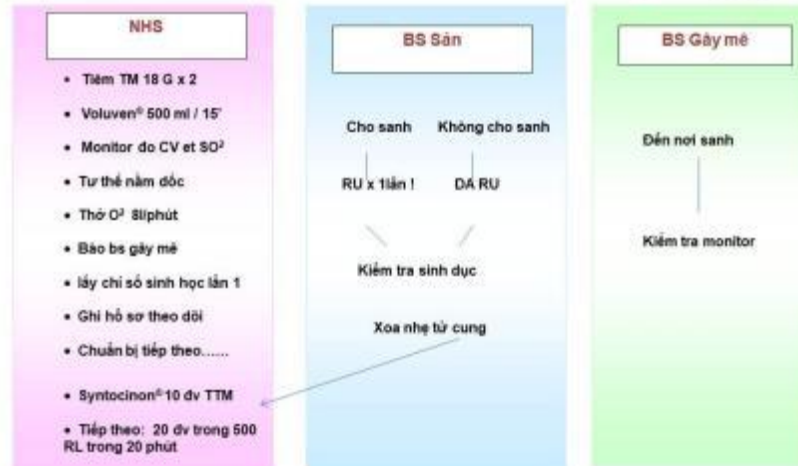 NHS
• Tiêm TM 18 G x 2
• Voluven® 500 ml / 15'
• Monitor đo CV et SO²
• Tư thế nằm dốc
• Thở O² 8l/phút
• Báo bs gây mê
• lấy chỉ số sinh học lần 1
• Ghi hồ sơ theo dõi
• Chuẩn bị tiếp theo......
• Syntocinon® 10 đv TTM
• Tiếp theo: 20 đv trong 500
RL trong 20 phút
BS Sản
Cho sanh Không cho sanh
RU x 1lần ! DA RU
Kiểm tra sinh dục
Xoa nhẹ tử cung
BS Gây mê
Đến nơi sanh
Kiểm tra monitor